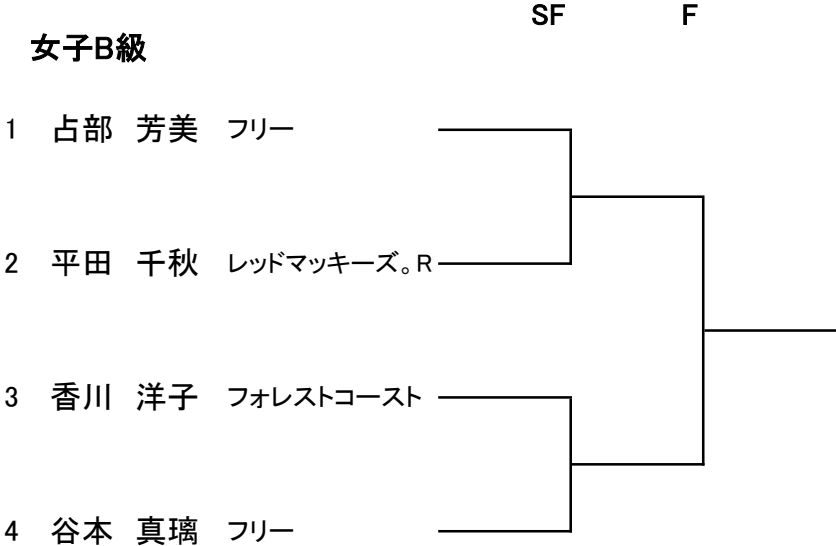 SF F
女子B級
1 占部 芳美 フリー
2 平田 千秋 レッドマッキーズ。R
3 香川 洋子 フォレストコースト
4 谷本 真璃 フリー